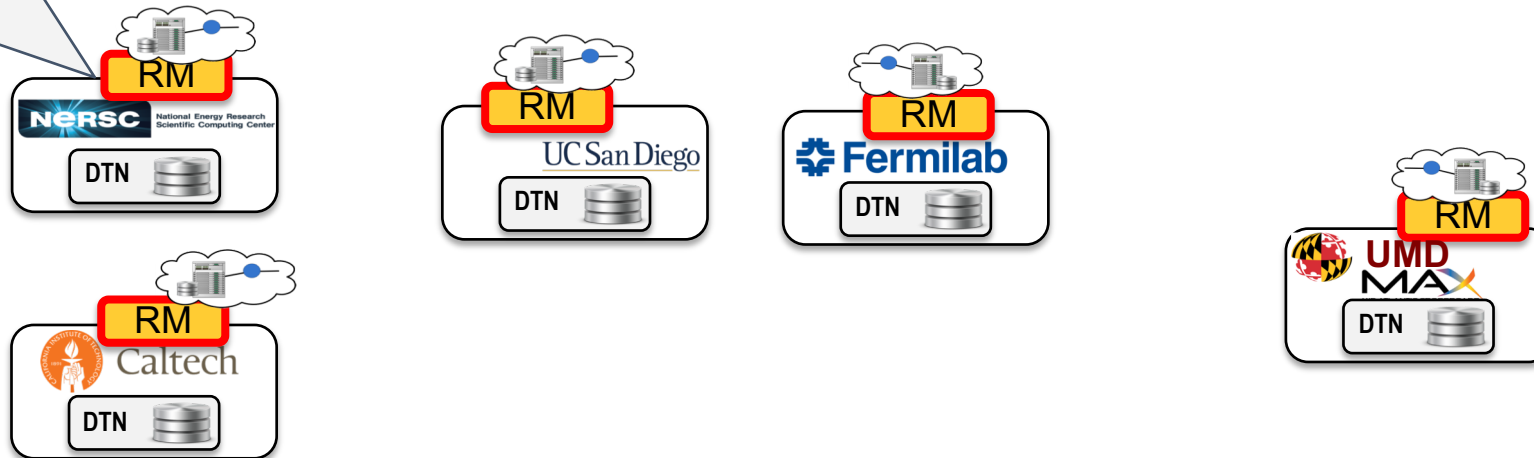 RM
NERSC
National Energy Research
Scientific Computing Center
DTN
RM
UC San Diego
DTN
RM
Fermilab
DTN
RM
UMD
MAX
DTN
RM
Caltech
DTN